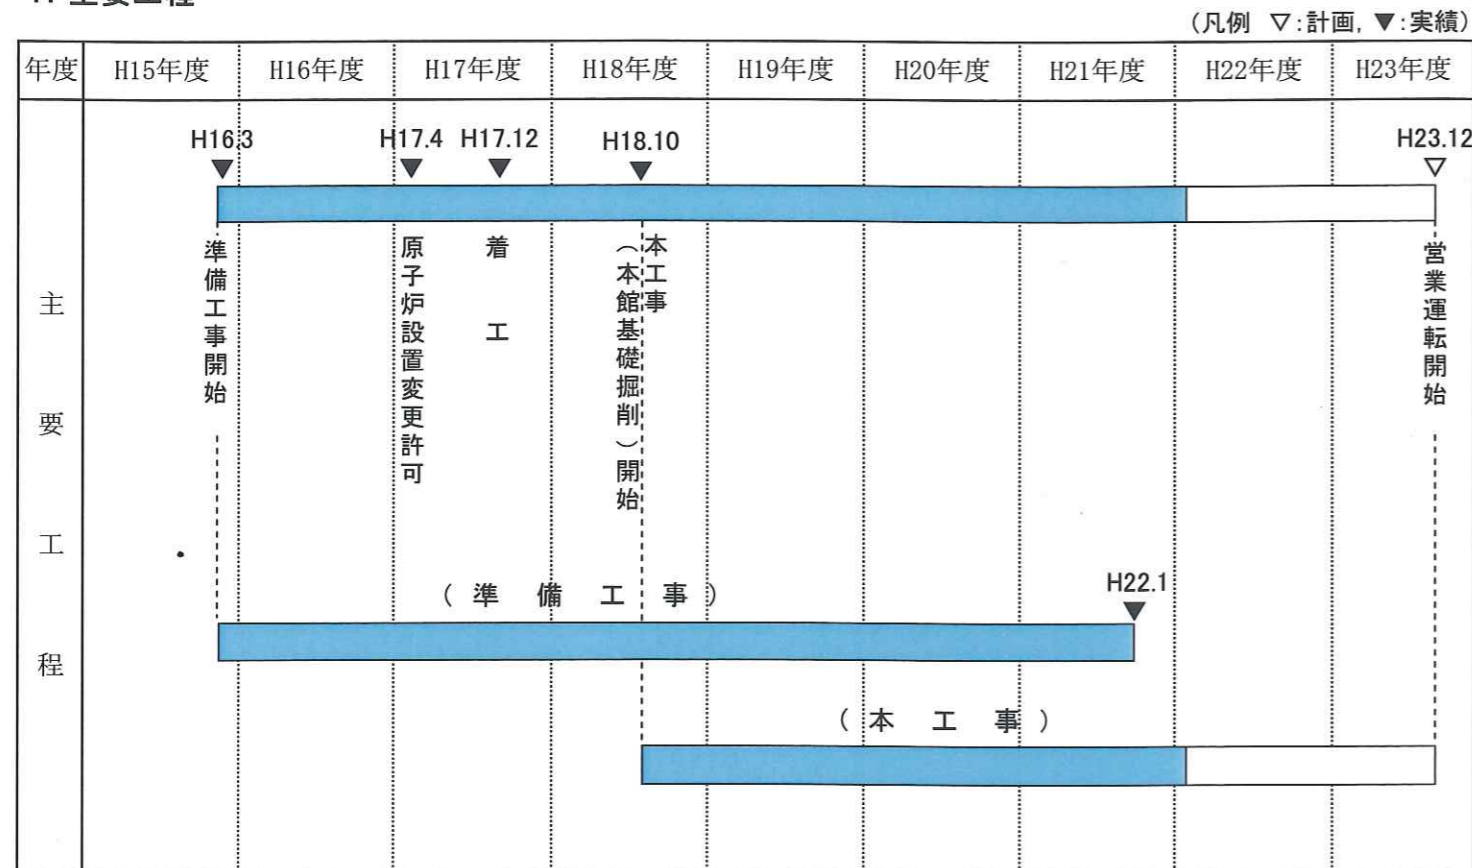 (凡例 ▽:計画, ▼:実績)
年度 H15年度 H16年度 H17年度 H18年度 H19年度 H20年度 H21年度 H22年度 H23年度
主要工程
H16.3 H17.4 H17.12 H18.10 H23.12
▼ ▼ ▼ ▼ ▽
準備工事開始
原子炉設置変更許可
着工
本工事
(本館基礎掘削)開始
営業運転開始
(準備工事)
H22.1
▼
(本工事)